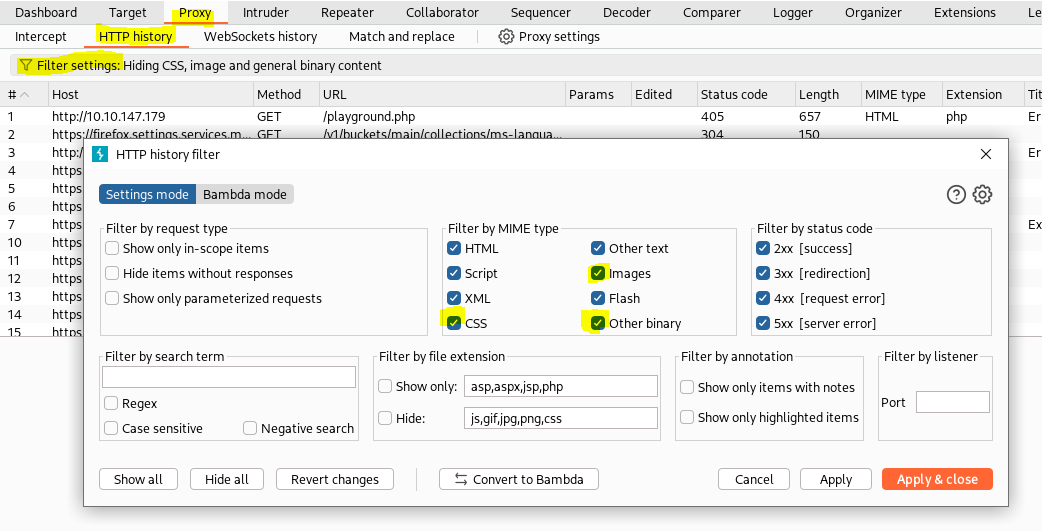 Dashboard Target Proxy Intruder Repeater Collaborator Sequencer Decoder Comparer Logger Organizer Extensions Le
Intercept HTTP history WebSockets history Match and replace Proxy settings
Filter settings: Hiding CSS, image and general binary content
# Host Method URL Params Edited Status code Length MIME type Extension Tit
1 http://10.10.147.179 GET /playground.php 405 657 HTML php Er
2 https://firefox.settings.services.m... GET /v1/buckets/main/collections/ms-langua... 304 150
3 http:/ Er
4 https
5 https
6 https
7 https Ex
10 https
11 https
12 https
13 https
14 https
15 https
HTTP history filter
Settings mode Bambda mode
Filter by request type
Show only in-scope items
Hide items without responses
Show only parameterized requests
Filter by MIME type
HTML Other text
Script Images
XML Flash
CSS Other binary
Filter by status code
2xx [success]
3xx [redirection]
4xx [request error]
5xx [server error]
Filter by search term
Regex
Case sensitive Negative search
Filter by file extension
Show only: asp,aspx,jsp,php
Hide: js,gif,jpg,png,css
Filter by annotation
Show only items with notes
Show only highlighted items
Filter by listener
Port
Show all Hide all Revert changes Convert to Bambda Cancel Apply Apply & close